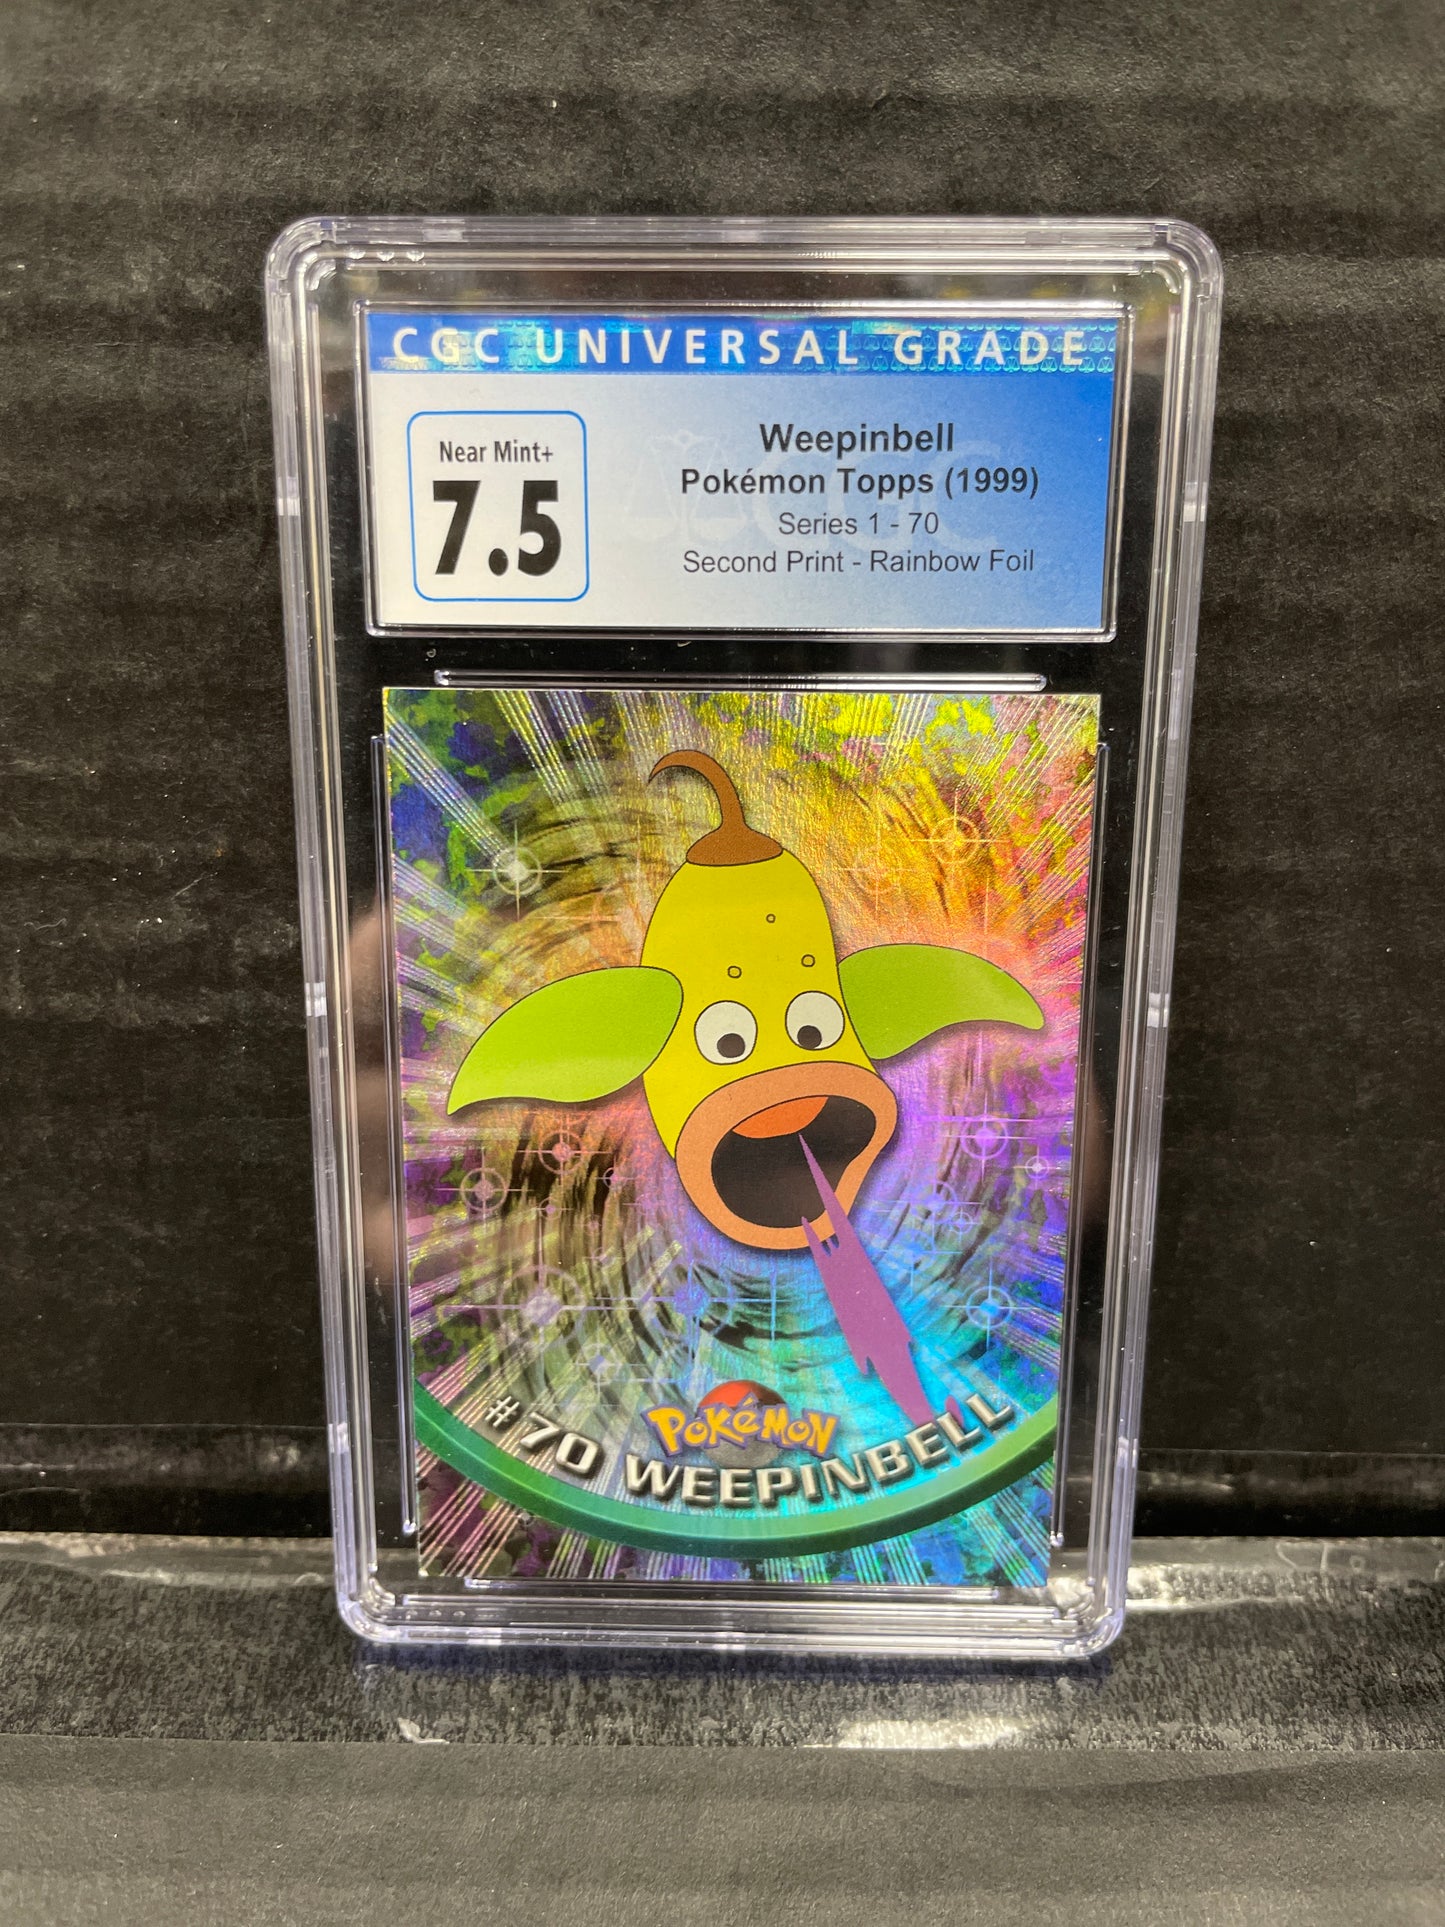 CGC UNIVERSAL GRADE
Near Mint+
7.5
Weepinbell
Pokémon Topps (1999)
Series 1 - 70
Second Print - Rainbow Foil
POKéMON
#70 WEEPINBELL